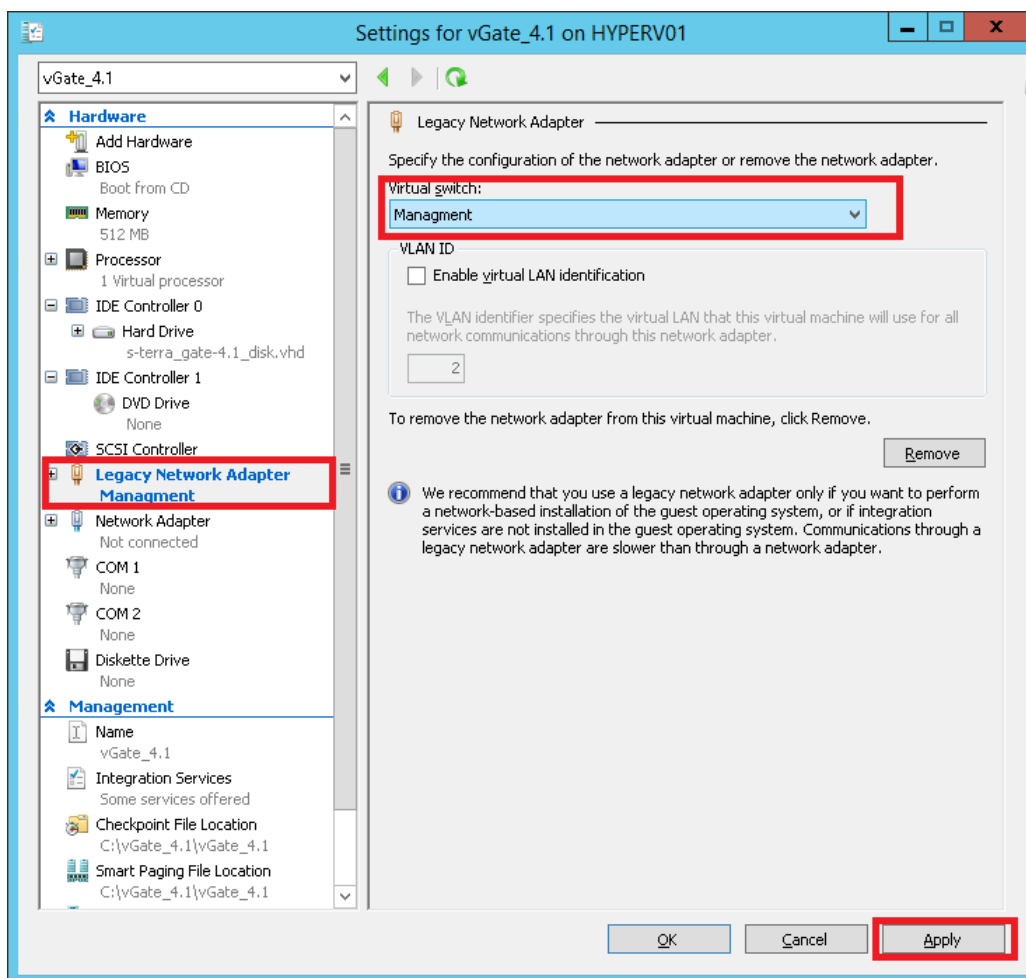 Settings for vGate_4.1 on HYPERV01
vGate_4.1
Hardware
Add Hardware
BIOS
Boot from CD
Memory
512 MB
Processor
1 Virtual processor
IDE Controller 0
Hard Drive
s-terra_gate-4.1_disk.vhd
IDE Controller 1
DVD Drive
None
SCSI Controller
Legacy Network Adapter
Managment
Network Adapter
Not connected
COM 1
None
COM 2
None
Diskette Drive
None
Management
Name
vGate_4.1
Integration Services
Some services offered
Checkpoint File Location
C:\vGate_4.1\vGate_4.1
Smart Paging File Location
C:\vGate_4.1\vGate_4.1
Legacy Network Adapter
Specify the configuration of the network adapter or remove the network adapter.
Virtual switch:
Managment
VLAN ID
Enable virtual LAN identification
The VLAN identifier specifies the virtual LAN that this virtual machine will use for all
network communications through this network adapter.
2
To remove the network adapter from this virtual machine, click Remove.
Remove
We recommend that you use a legacy network adapter only if you want to perform
a network-based installation of the guest operating system, or if integration
services are not installed in the guest operating system. Communications through a
legacy network adapter are slower than through a network adapter.
OK
Cancel
Apply